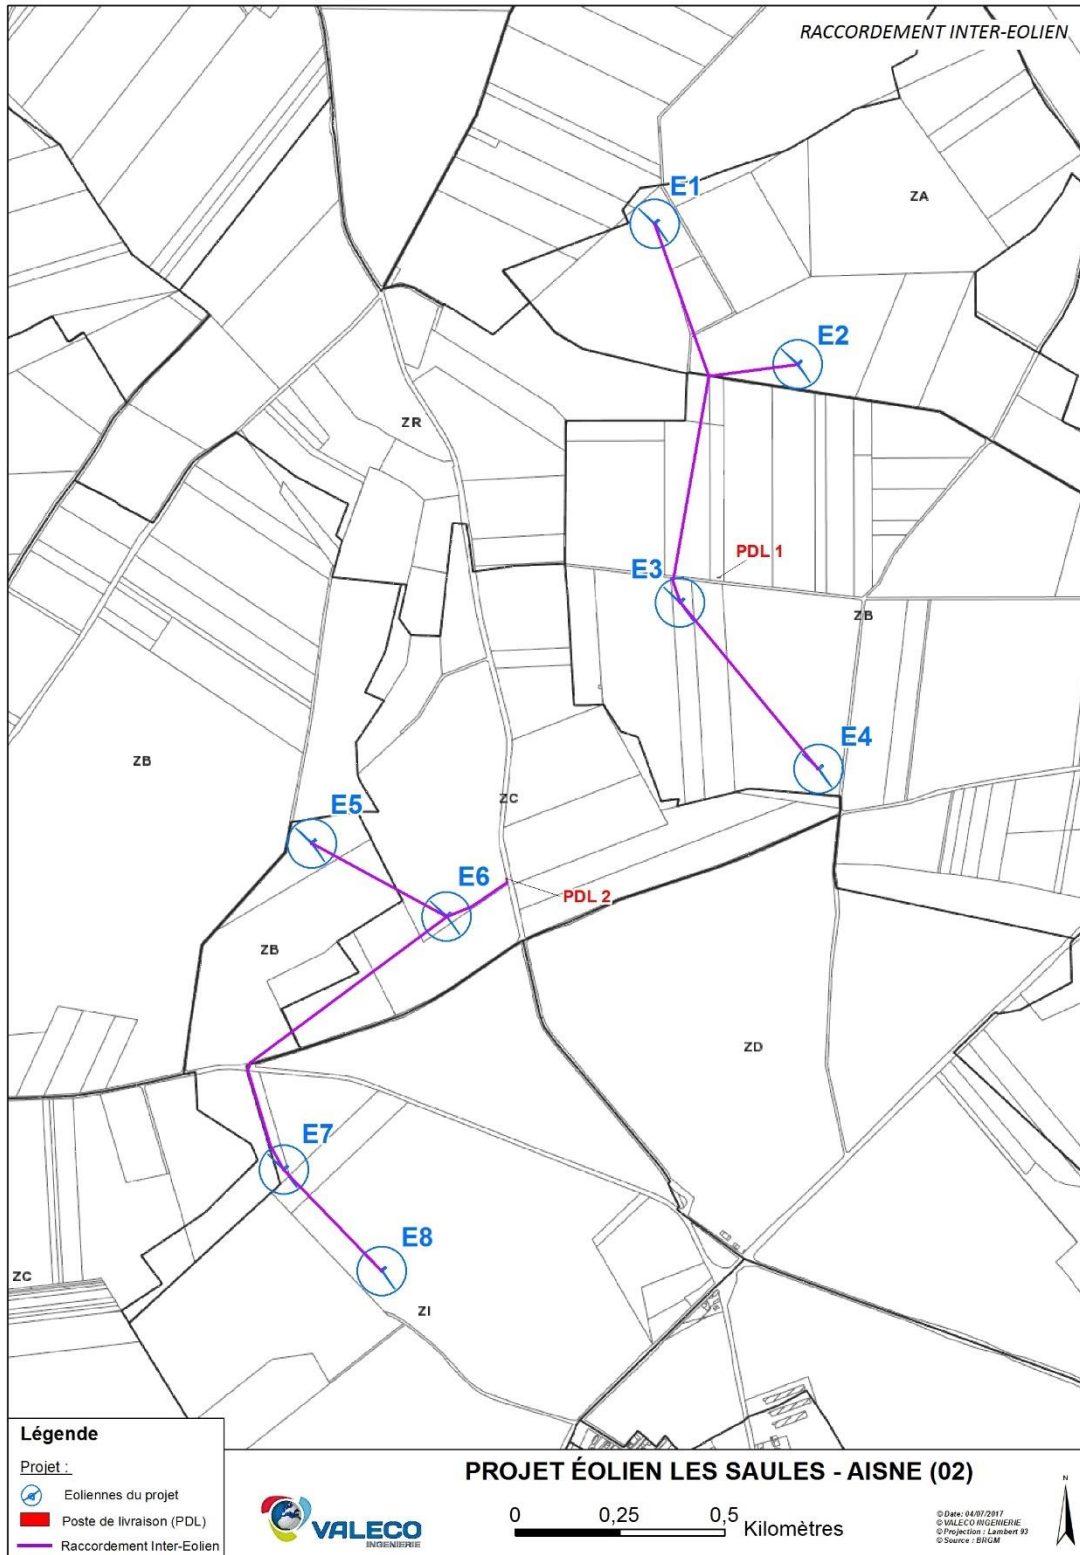 RACCORDEMENT INTER-EOLIEN
E1
ZA
E2
ZR
PDL 1
E3
ZB
E4
ZB
ZC
E5
E6
PDL 2
ZB
ZD
E7
E8
ZC
ZI
Légende
Projet :
Eoliennes du projet
Poste de livraison (PDL)
Raccordement Inter-Eolien
VALECO
INGENIERIE
PROJET ÉOLIEN LES SAULES - AISNE (02)
0 0,25 0,5 Kilomètres
© Date: 04/07/2017
© VALECO INGENIERIE
© Projection : Lambert 93
© Source : BRGM
N